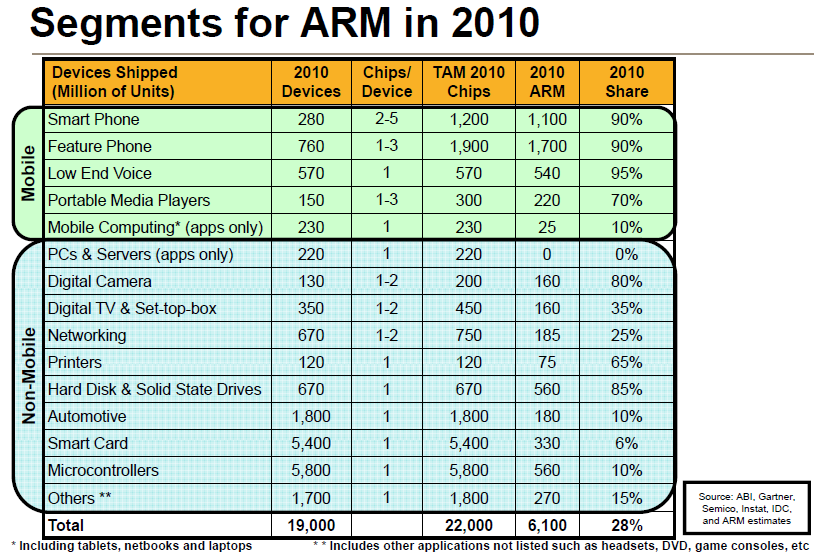 Segments for ARM in 2010
Devices Shipped 2010 Chips/ TAM 2010 2010 2010
(Million of Units) Devices Device Chips ARM Share
Mobile
Smart Phone 280 2-5 1,200 1,100 90%
Feature Phone 760 1-3 1,900 1,700 90%
Low End Voice 570 1 570 540 95%
Portable Media Players 150 1-3 300 220 70%
Mobile Computing* (apps only) 230 1 230 25 10%
Non-Mobile
PCs & Servers (apps only) 220 1 220 0 0%
Digital Camera 130 1-2 200 160 80%
Digital TV & Set-top-box 350 1-2 450 160 35%
Networking 670 1-2 750 185 25%
Printers 120 1 120 75 65%
Hard Disk & Solid State Drives 670 1 670 560 85%
Automotive 1,800 1 1,800 180 10%
Smart Card 5,400 1 5,400 330 6%
Microcontrollers 5,800 1 5,800 560 10%
Others ** 1,700 1 1,800 270 15%
Total 19,000 22,000 6,100 28%
Source: ABI, Gartner,
Semico, Instat, IDC,
and ARM estimates
* Including tablets, netbooks and laptops
* * Includes other applications not listed such as headsets, DVD, game consoles, etc